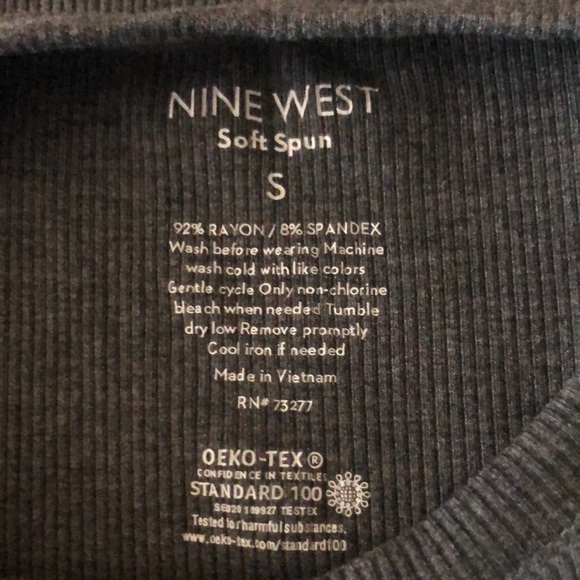 NINE WEST
Soft Spun
S
92% RAYON / 8% SPANDEX
Wash before wearing Machine
wash cold with like colors
Gentle cycle Only non-chlorine
bleach when needed Tumble
dry low Remove promptly
Cool iron if needed
Made in Vietnam
RN# 73277
OEKO-TEX®
CONFIDENCE IN TEXTILES
STANDARD 100
TESTEX
Tested for harmful substances.
www.oeko-tex.com/standard100